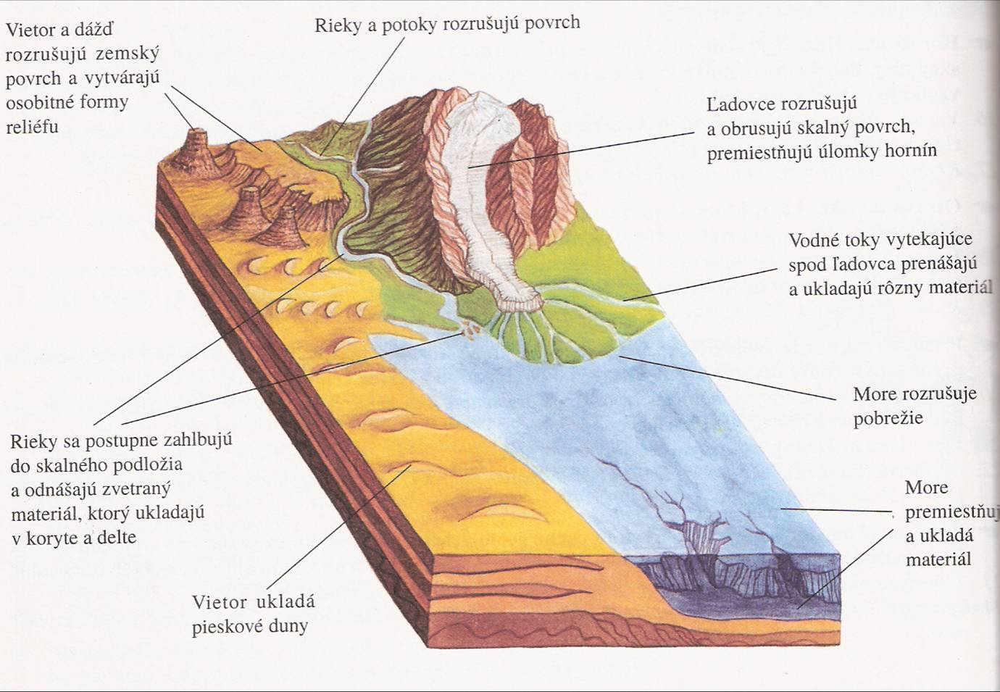 Vietor a dážď
rozrušujú zemský
povrch a vytvárajú
osobitné formy
reliéfu
Rieky a potoky rozrušujú povrch
Ľadovce rozrušujú
a obrusujú skalný povrch,
premiestňujú úlomky hornín
Vodné toky vytekajúce
spod ľadovca prenášajú
a ukladajú rôzny materiál
More rozrušuje
pobrežie
More
premiestňuj
a ukladá
materiál
Rieky sa postupne zahlbujú
do skalného podložia
a odnášajú zvetraný
materiál, ktorý ukladajú
v koryte a delte
Vietor ukladá
pieskové duny